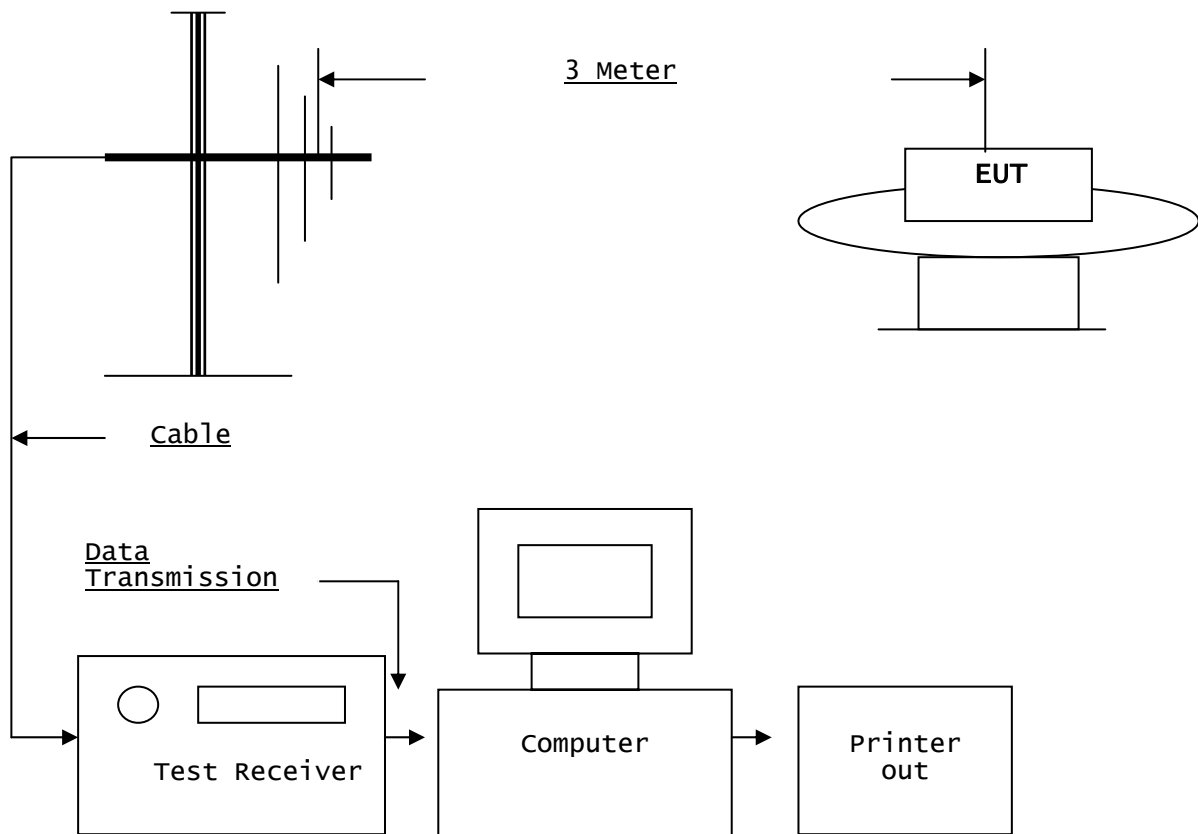 3 Meter
EUT
Cable
Data
Transmission
Test Receiver
Computer
Printer
out